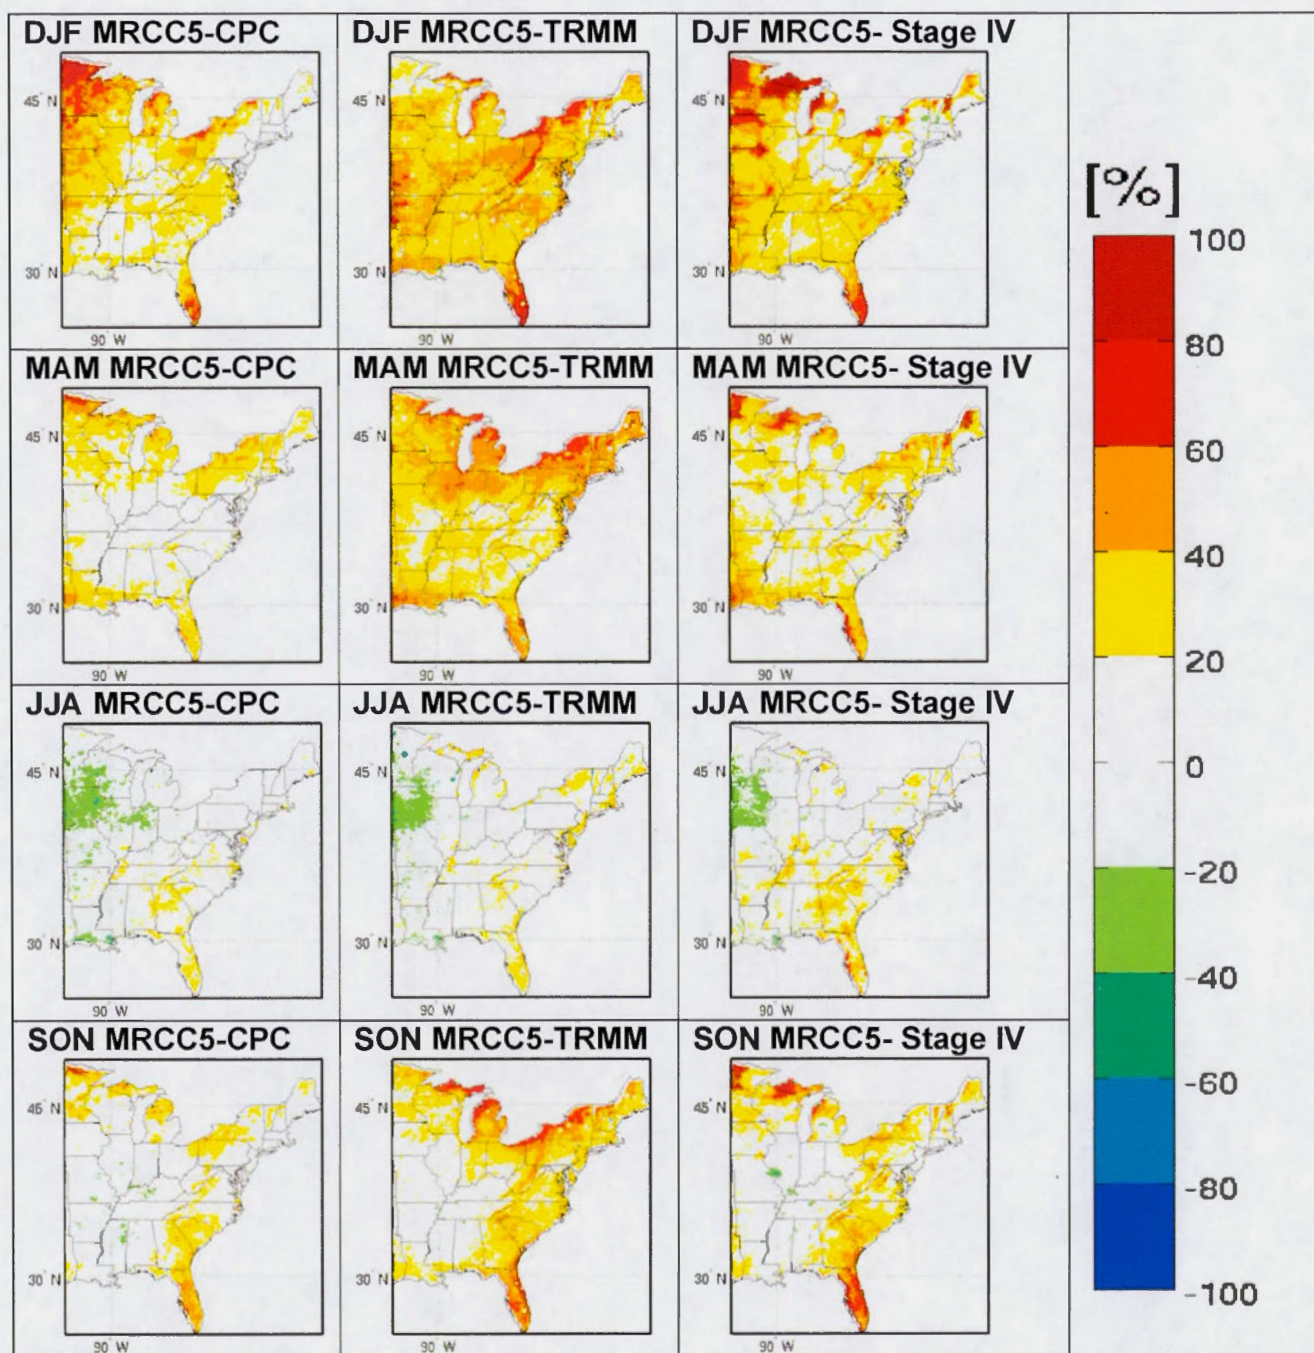 DJF MRCC5-CPC
DJF MRCC5-TRMM
DJF MRCC5- Stage IV
45° N
30° N
90° W
45° N
30° N
90° W
45° N
30° N
90° W
MAM MRCC5-CPC
MAM MRCC5-TRMM
MAM MRCC5- Stage IV
45° N
30° N
90° W
45° N
30° N
90° W
45° N
30° N
90° W
JJA MRCC5-CPC
JJA MRCC5-TRMM
JJA MRCC5- Stage IV
45° N
30° N
90° W
45° N
30° N
90° W
45° N
30° N
90° W
SON MRCC5-CPC
SON MRCC5-TRMM
SON MRCC5- Stage IV
45° N
30° N
90° W
45° N
30° N
90° W
45° N
30° N
90° W
[%]
100
80
60
40
20
0
-20
-40
-60
-80
-100